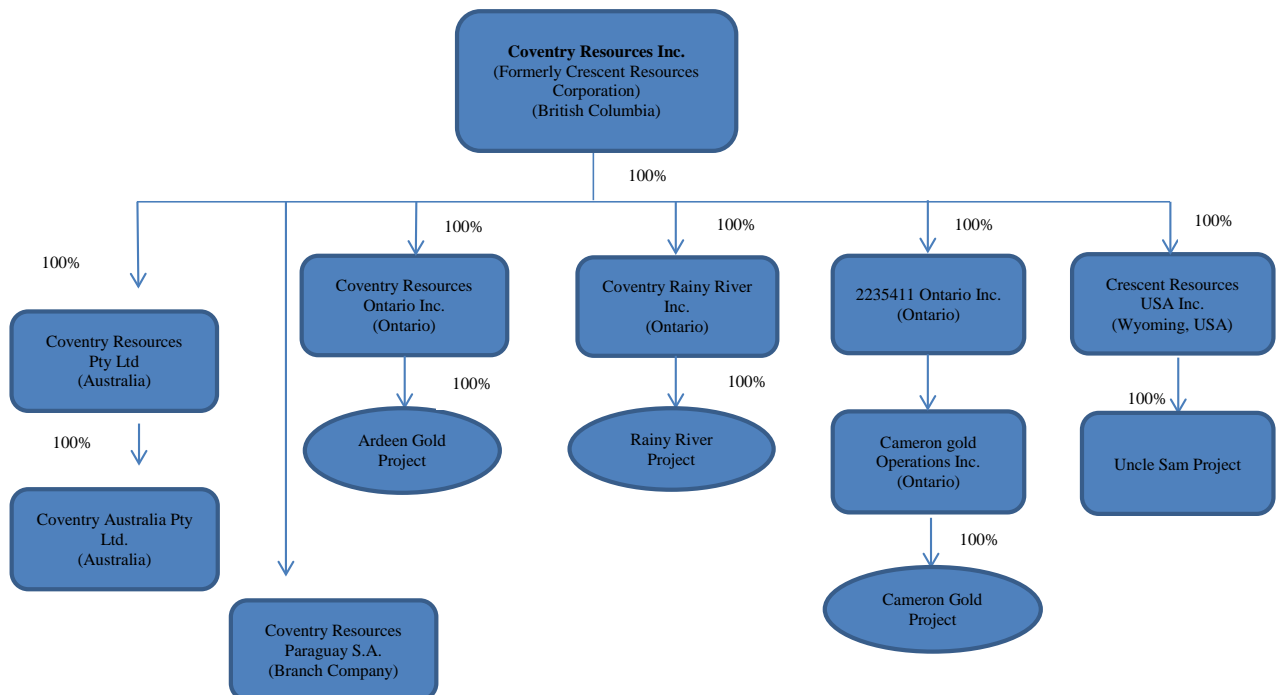 Coventry Resources Inc.
(Formerly Crescent Resources
Corporation)
(British Columbia)
100%
100%
100%
100%
100%
100%
Coventry Resources
Pty Ltd
(Australia)
100%
Coventry Australia Pty
Ltd.
(Australia)
Coventry Resources
Paraguay S.A.
(Branch Company)
Coventry Resources
Ontario Inc.
(Ontario)
100%
Ardeen Gold
Project
Coventry Rainy River
Inc.
(Ontario)
100%
Rainy River
Project
2235411 Ontario Inc.
(Ontario)
Cameron gold
Operations Inc.
(Ontario)
100%
Cameron Gold
Project
Crescent Resources
USA Inc.
(Wyoming, USA)
100%
Uncle Sam Project